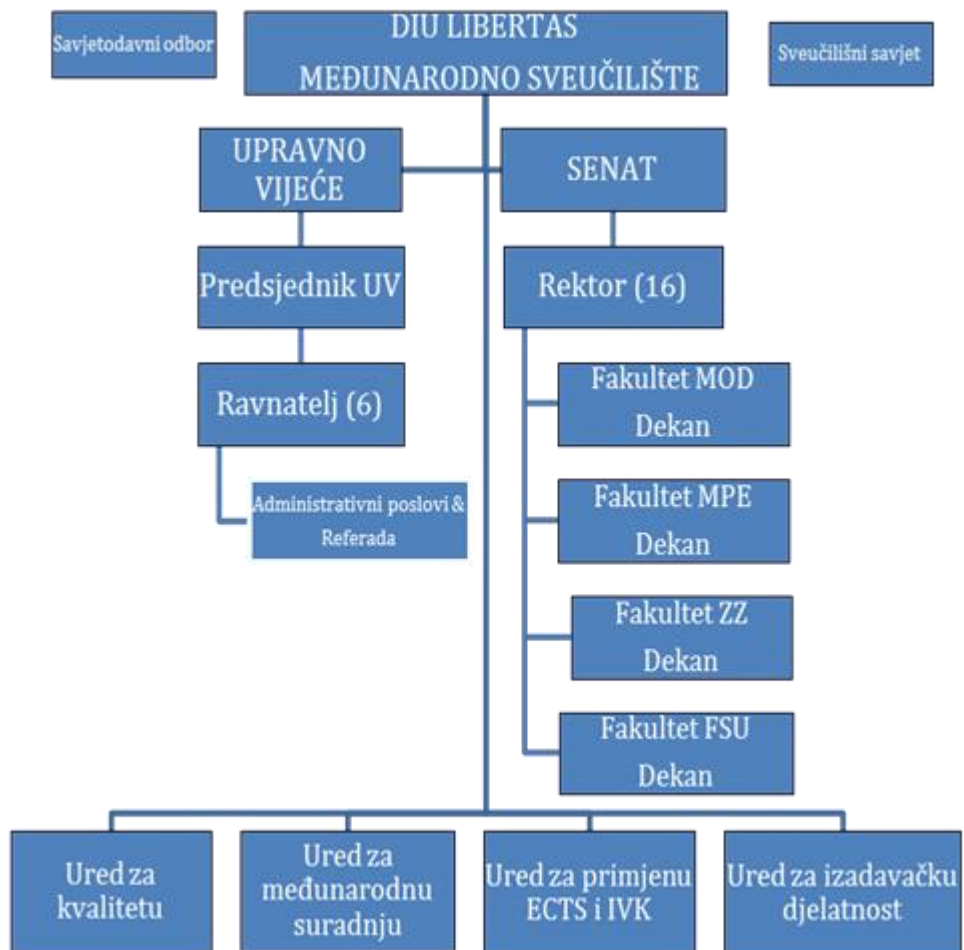 Savjetodavni odbor
DIU LIBERTAS
MEĐUNARODNO SVEUČILIŠTE
Sveučilišni savjet
UPRAVNO
VIJEĆE
SENAT
Predsjednik UV
Rektor (16)
Ravnatelj (6)
Administrativni poslovi &
Referada
Fakultet MOD
Dekan
Fakultet MPE
Dekan
Fakultet ZZ
Dekan
Fakultet FSU
Dekan
Ured za
kvalitetu
Ured za
međunarodnu
suradnju
Ured za primjenu
ECTS i IVK
Ured za izadavačku
djelatnost